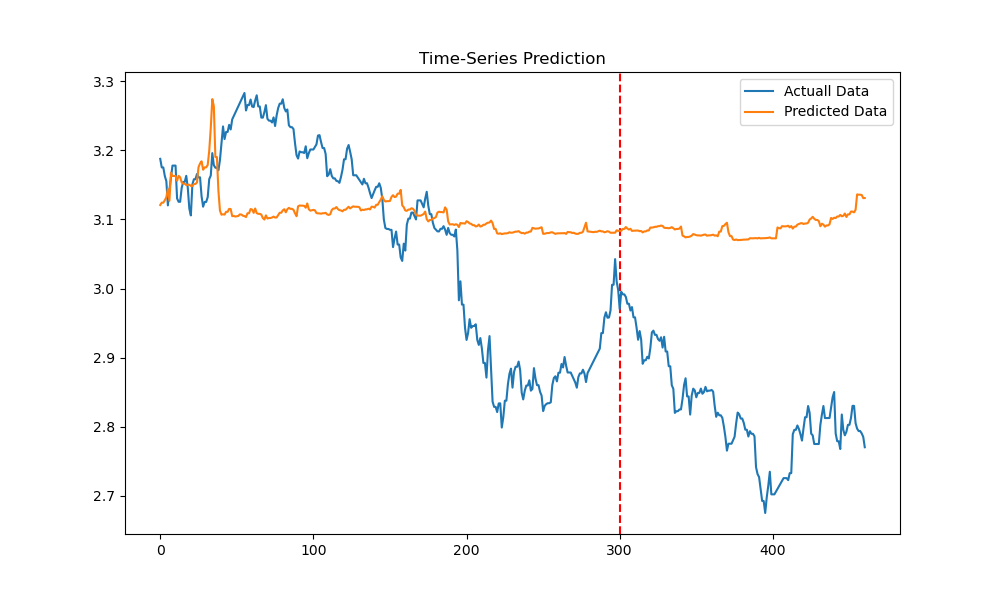 Time-Series Prediction
Actuall Data
Predicted Data
3.3
3.2
3.1
3.0
2.9
2.8
2.7
0 100 200 300 400